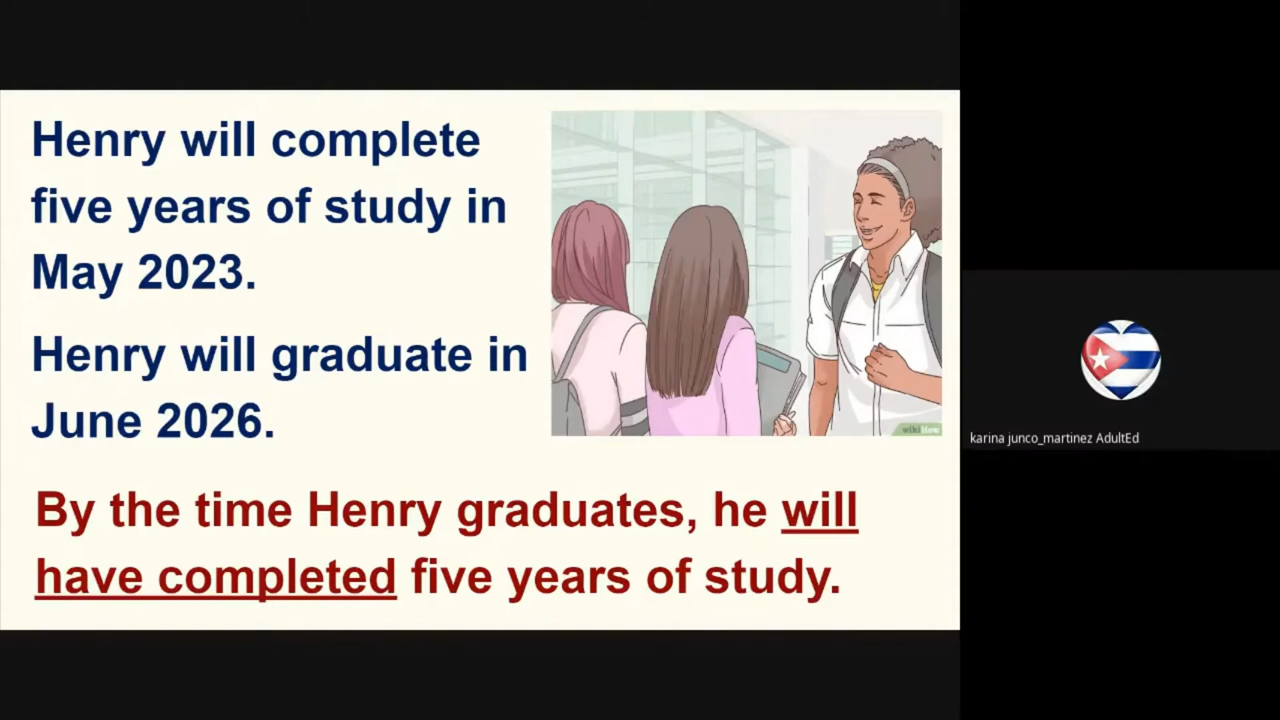 Henry will complete
five years of study in
May 2023.
Henry will graduate in
June 2026.
By the time Henry graduates, he will
have completed five years of study.
wikiHow
karina junco_martinez AdultEd